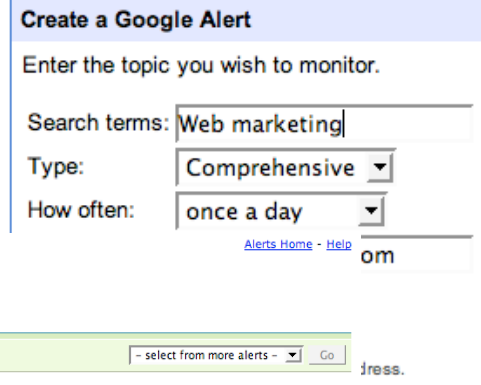 Create a Google Alert
Enter the topic you wish to monitor.
Search terms: Web marketing
Type: Comprehensive
How often: once a day
Alerts Home - Help
om
- select from more alerts - Go
dress.